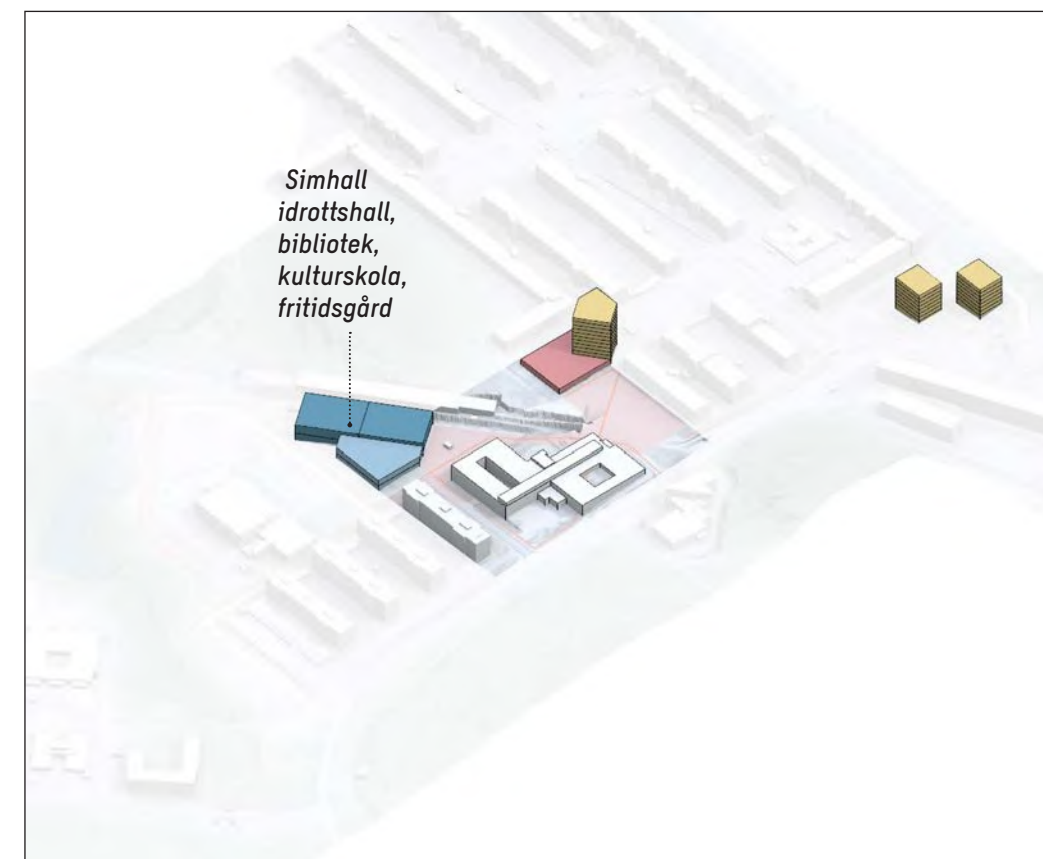 Simhall
idrottshall,
bibliotek,
kulturskola,
fritidsgård